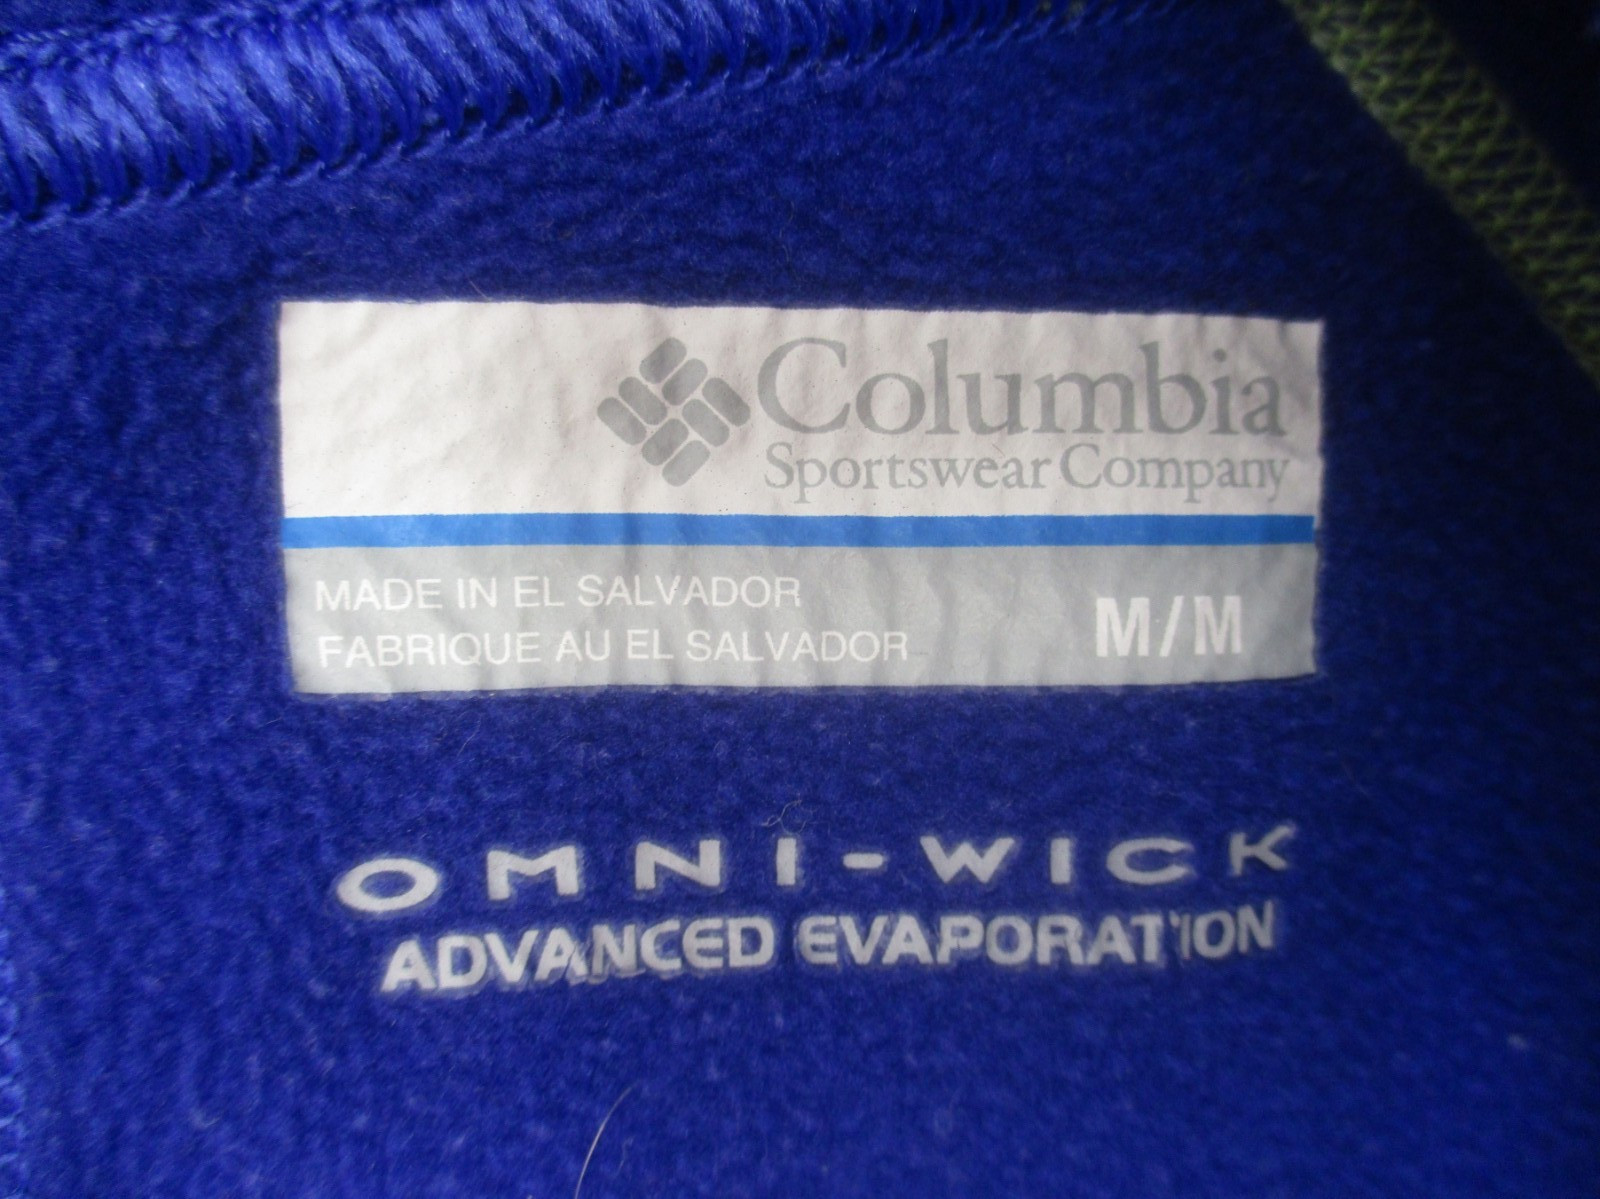 Columbia
Sportswear Company
MADE IN EL SALVADOR
FABRIQUE AU EL SALVADOR
M/M
OMNI-WICK
ADVANCED EVAPORATION